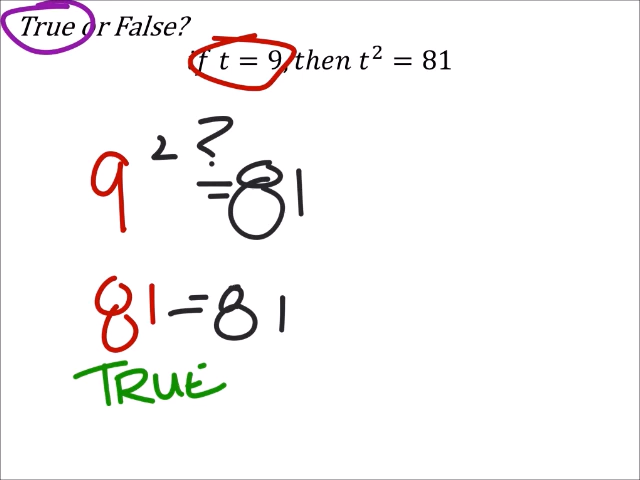 True or False?
if t = 9, then t² = 81
9² ?= 81
81 = 81
TRUE